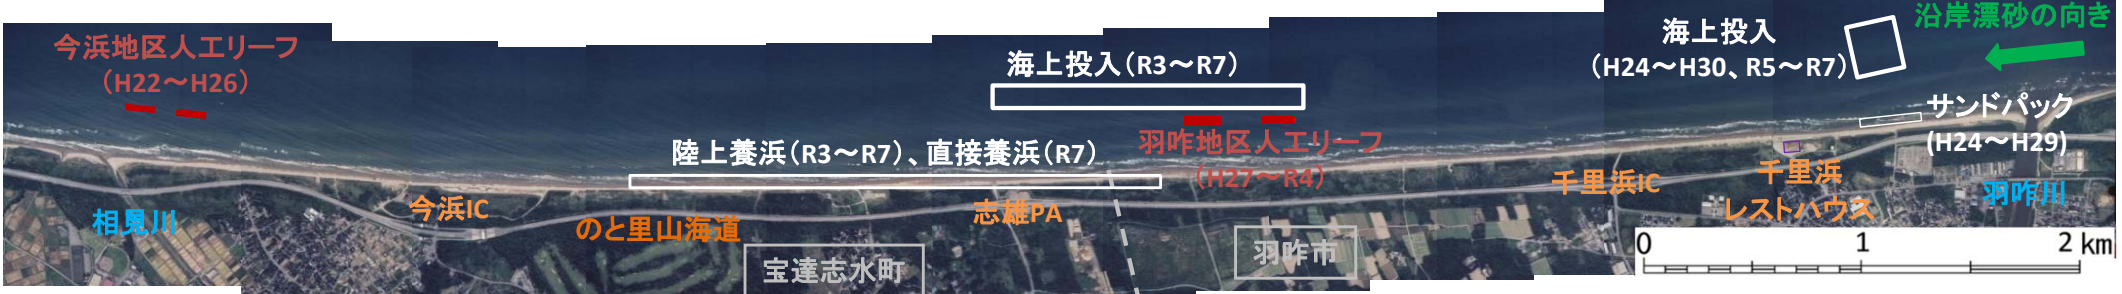 今浜地区人工リーフ
(H22～H26)
海上投入(R3～R7)
海上投入
(H24～H30、R5～R7)
沿岸漂砂の向き
サンドパック
(H24～H29)
陸上養浜(R3～R7)、直接養浜(R7)
羽咋地区人工リーフ
(H27～R4)
千里浜IC
千里浜
レストハウス
羽咋川
相見川
今浜IC
のと里山海道
志雄PA
宝達志水町
羽咋市
0 1 2 km